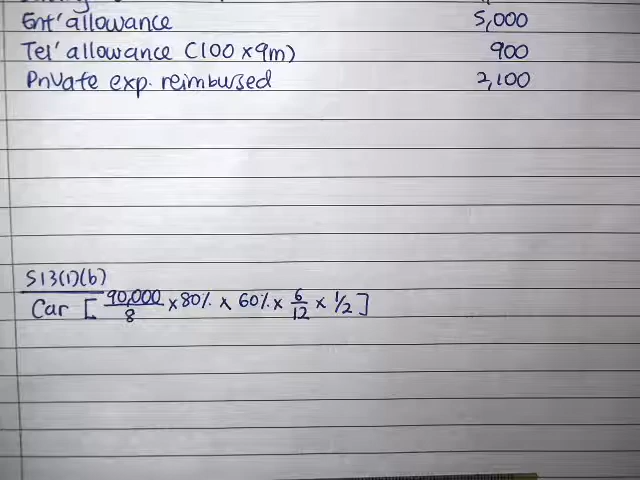 Ent' allowance 5,000
Tel' allowance (100 x 9m) 900
Private exp. reimbursed 2,100
S13(1)(b)
Car [ 90,000/8 x 80% x 60% x 6/12 x 1/2 ]